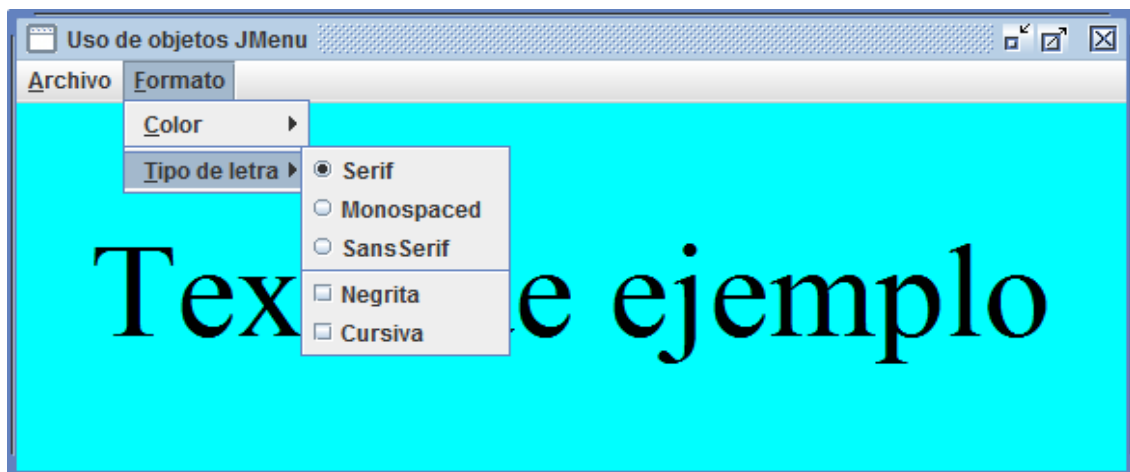 Uso de objetos JMenu
Archivo Formato
Color
Tipo de letra
Serif
Monospaced
SansSerif
Negrita
Cursiva
Tex e ejemplo